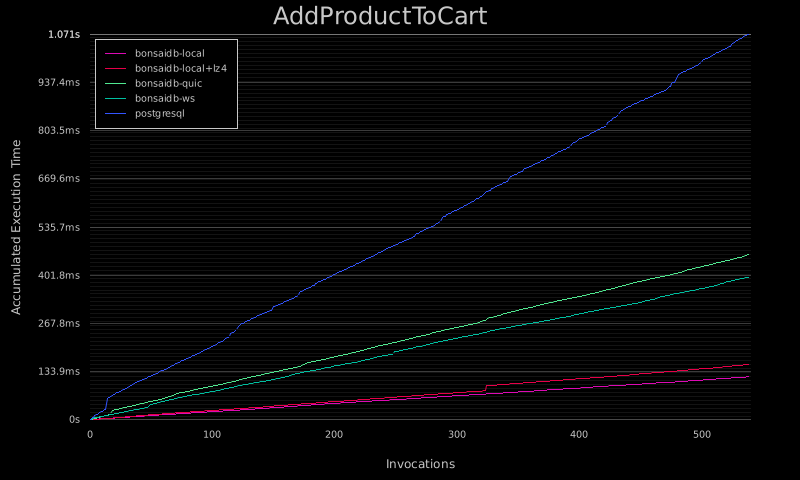 AddProductToCart
1.071s
937.4ms
803.5ms
669.6ms
535.7ms
401.8ms
267.8ms
133.9ms
0s
Accumulated Execution Time
bonsaidb-local
bonsaidb-local+lz4
bonsaidb-quic
bonsaidb-ws
postgresql
0 100 200 300 400 500
Invocations